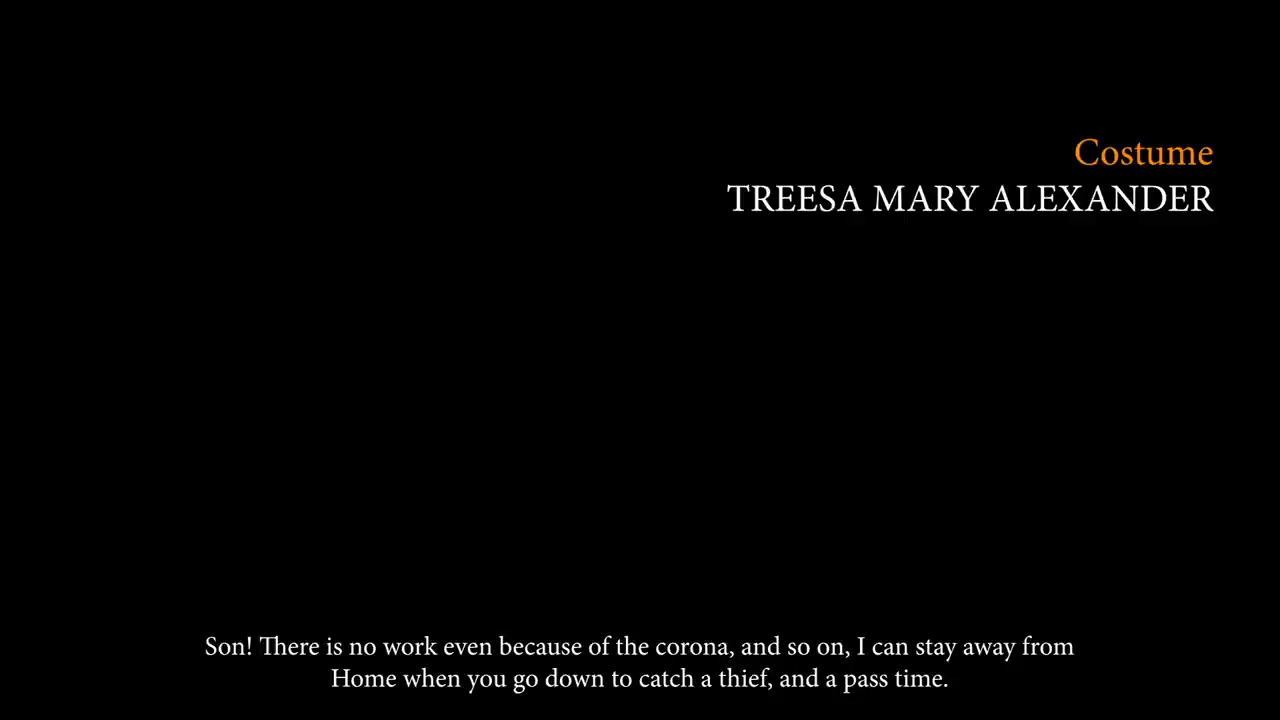 Costume
TREESA MARY ALEXANDER
Son! There is no work even because of the corona, and so on, I can stay away from
Home when you go down to catch a thief, and a pass time.